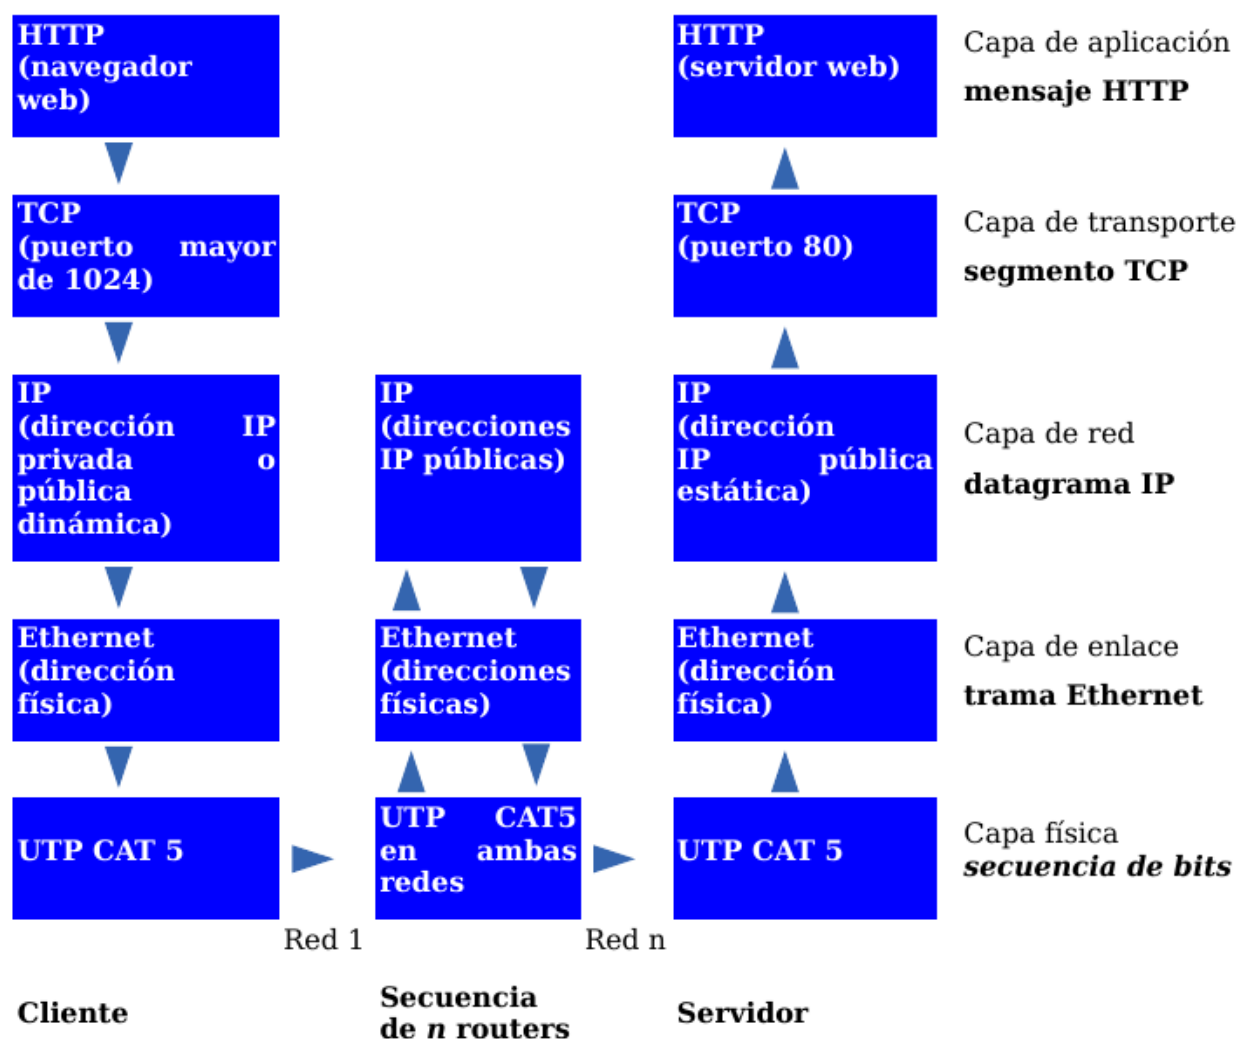 HTTP
(navegador
web)
HTTP
(servidor web)
Capa de aplicación
mensaje HTTP
TCP
(puerto mayor
de 1024)
TCP
(puerto 80)
Capa de transporte
segmento TCP
IP
(dirección IP
privada o
pública
dinámica)
IP
(direcciones
IP públicas)
IP
(dirección
IP pública
estática)
Capa de red
datagrama IP
Ethernet
(dirección
física)
Ethernet
(direcciones
físicas)
Ethernet
(dirección
física)
Capa de enlace
trama Ethernet
UTP CAT 5
UTP CAT5
en ambas
redes
UTP CAT 5
Capa física
secuencia de bits
Red 1
Red n
Cliente
Secuencia
de n routers
Servidor